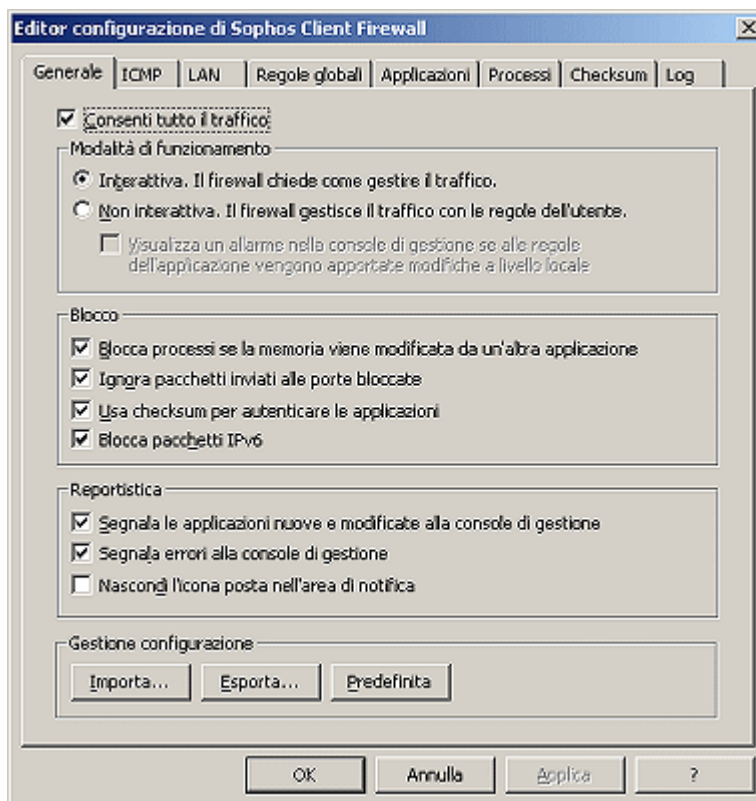 Editor configurazione di Sophos Client Firewall
Generale ICMP LAN Regole globali Applicazioni Processi Checksum Log
Consenti tutto il traffico
Modalità di funzionamento
Interattiva. Il firewall chiede come gestire il traffico.
Non interattiva. Il firewall gestisce il traffico con le regole dell'utente.
Visualizza un allarme nella console di gestione se alle regole
dell'applicazione vengono apportate modifiche a livello locale
Blocco
Blocca processi se la memoria viene modificata da un'altra applicazione
Ignora pacchetti inviati alle porte bloccate
Usa checksum per autenticare le applicazioni
Blocca pacchetti IPv6
Reportistica
Segnala le applicazioni nuove e modificate alla console di gestione
Segnala errori alla console di gestione
Nascondi l'icona posta nell'area di notifica
Gestione configurazione
Importa... Esporta... Predefinita
OK Annulla Applica ?